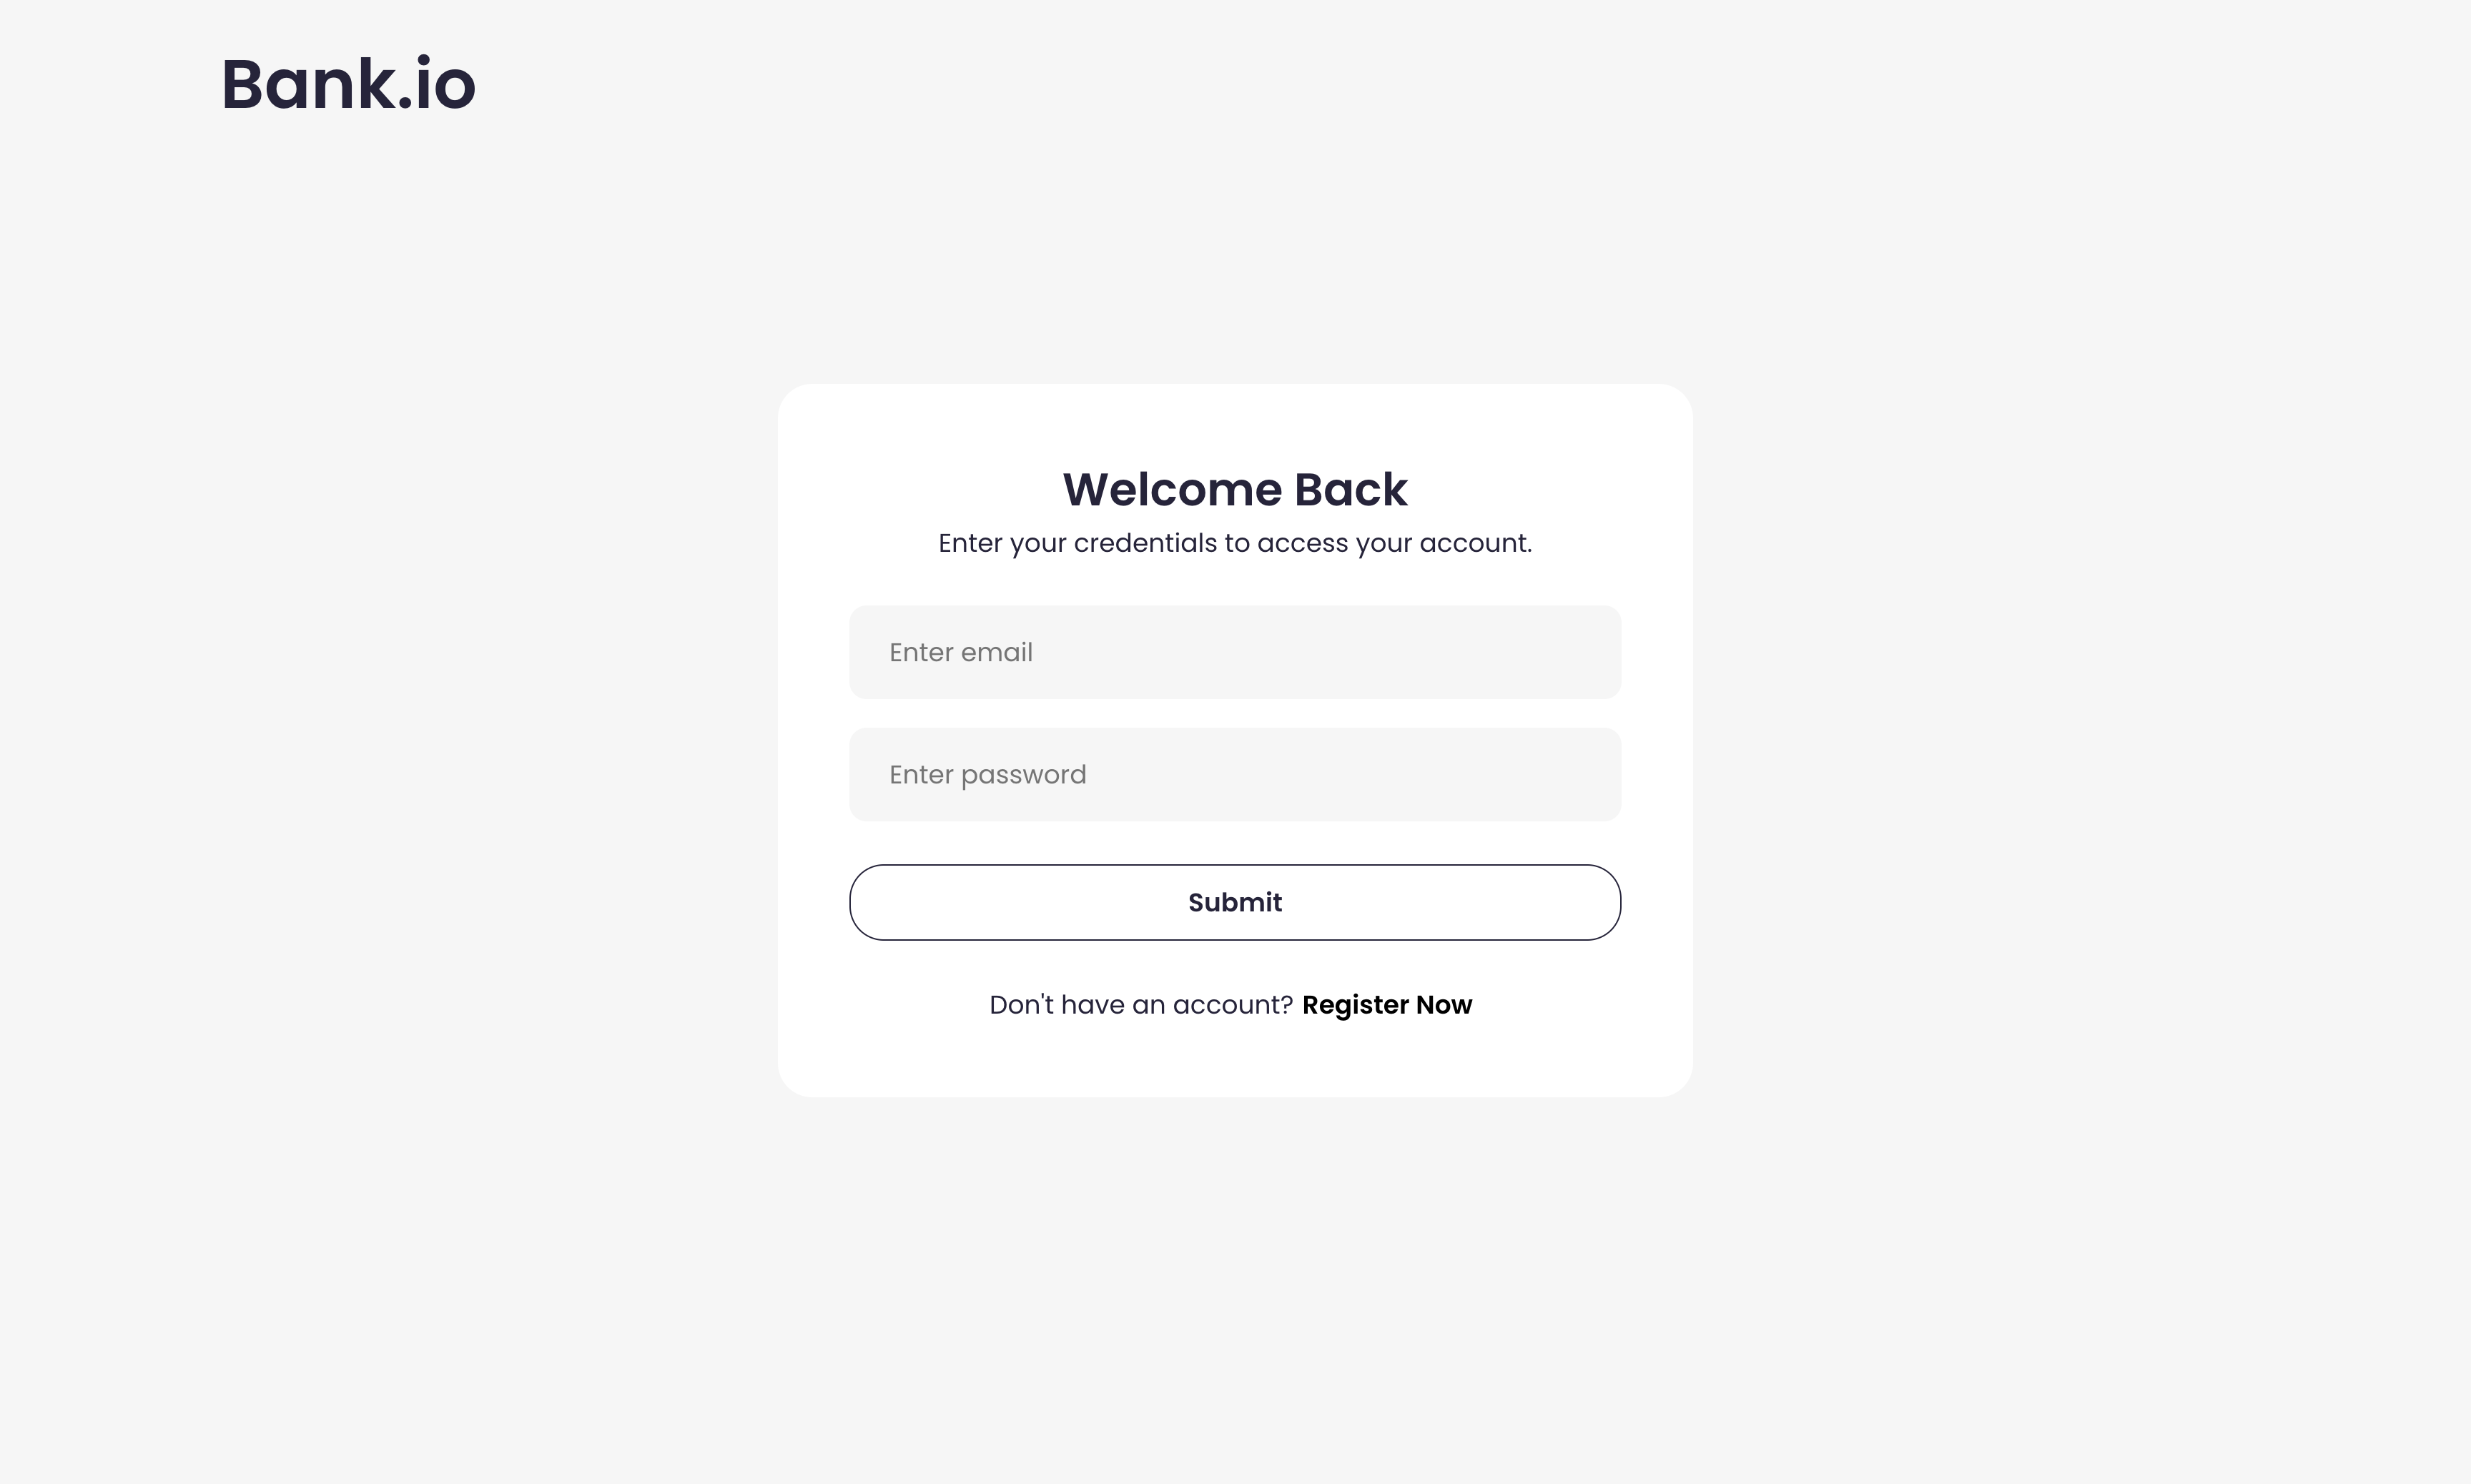 Bank.io
Welcome Back
Enter your credentials to access your account.
Enter email
Enter password
Submit
Don't have an account? Register Now